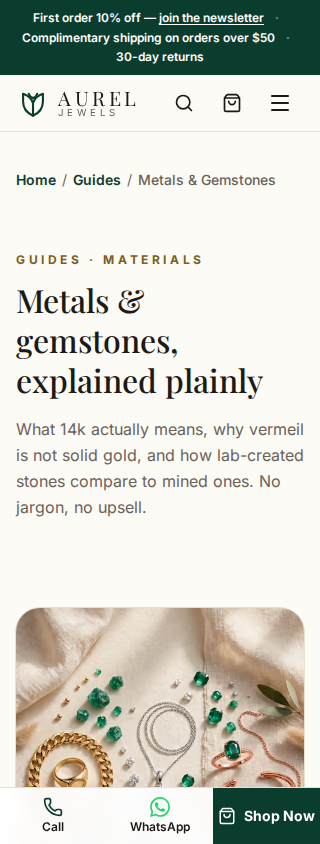 First order 10% off — join the newsletter ·
Complimentary shipping on orders over $50 ·
30-day returns
AUREL
JEWELS
Home / Guides / Metals & Gemstones
GUIDES · MATERIALS
Metals &
gemstones,
explained plainly
What 14k actually means, why vermeil
is not solid gold, and how lab-created
stones compare to mined ones. No
jargon, no upsell.
Call
WhatsApp
Shop Now